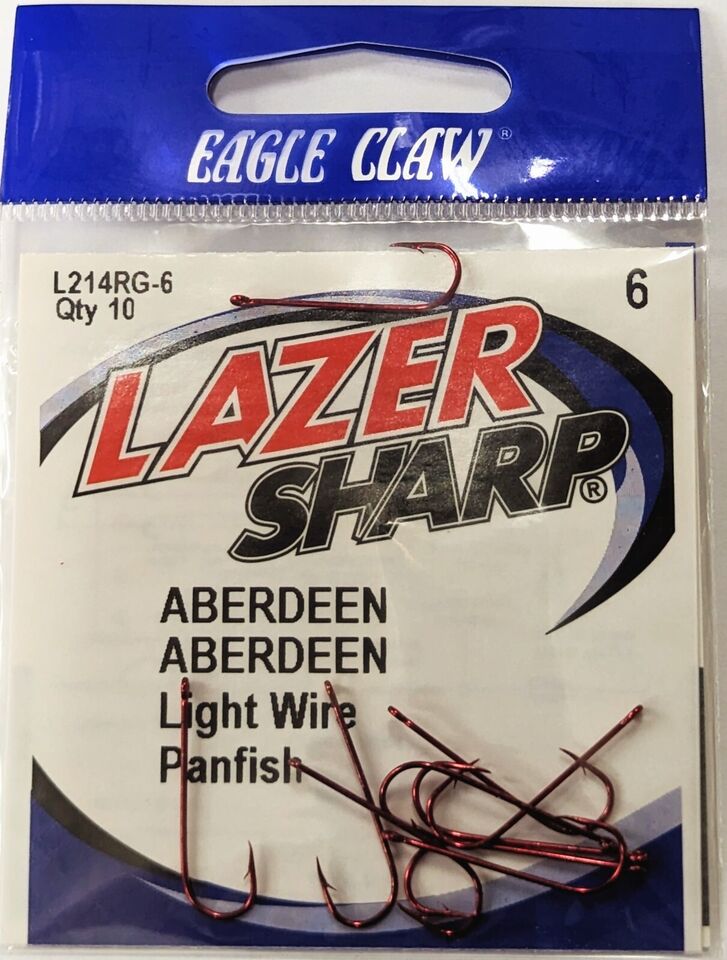 EAGLE CLAW®
L214RG-6
Qty 10
6
LAZER
SHARP®
ABERDEEN
ABERDEEN
Light Wire
Panfish